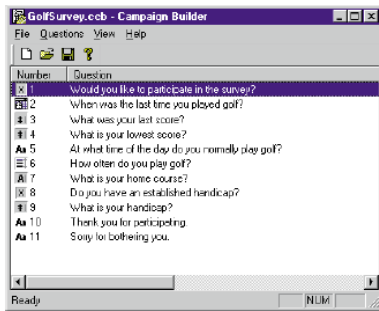 GolfSurvey.ccb - Campaign Builder
File Questions View Help
Number Question
1 Would you like to participate in the survey?
2 When was the last time you played golf?
# 3 What was your last score?
# 4 What is your lowest score?
Aa 5 At what time of the day do you normally play golf?
6 How often do you play golf?
A 7 What is your home course?
8 Do you have an established handicap?
# 9 What is your handicap?
Aa 10 Thank you for participating.
Aa 11 Sorry for bothering you.
Ready NUM